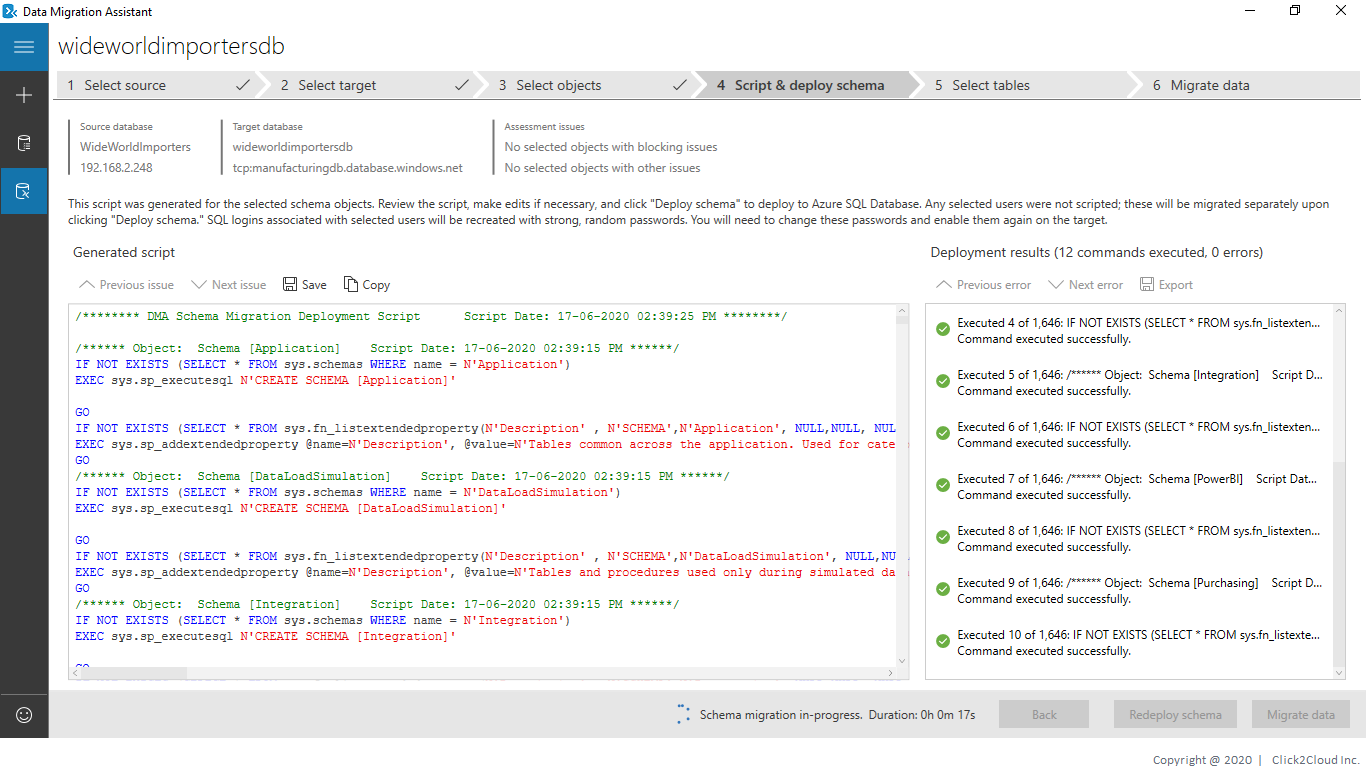 Data Migration Assistant
wideworldimportersdb
1 Select source
2 Select target
3 Select objects
4 Script & deploy schema
5 Select tables
6 Migrate data
Source database
WideWorldImporters
192.168.2.248
Target database
wideworldimportersdb
tcp:manufacturingdb.database.windows.net
Assessment issues
No selected objects with blocking issues
No selected objects with other issues
This script was generated for the selected schema objects. Review the script, make edits if necessary, and click "Deploy schema" to deploy to Azure SQL Database. Any selected users were not scripted; these will be migrated separately upon
clicking "Deploy schema." SQL logins associated with selected users will be recreated with strong, random passwords. You will need to change these passwords and enable them again on the target.
Generated script
Previous issue
Next issue
Save
Copy
/******** DMA Schema Migration Deployment Script      Script Date: 17-06-2020 02:39:25 PM ********/
/****** Object:  Schema [Application]    Script Date: 17-06-2020 02:39:15 PM ******/
IF NOT EXISTS (SELECT * FROM sys.schemas WHERE name = N'Application')
EXEC sys.sp_executesql N'CREATE SCHEMA [Application]'
GO
IF NOT EXISTS (SELECT * FROM sys.fn_listextendedproperty(N'Description' , N'SCHEMA',N'Application', NULL,NULL, NUL
EXEC sys.sp_addextendedproperty @name=N'Description', @value=N'Tables common across the application. Used for cate
GO
/****** Object:  Schema [DataLoadSimulation]    Script Date: 17-06-2020 02:39:15 PM ******/
IF NOT EXISTS (SELECT * FROM sys.schemas WHERE name = N'DataLoadSimulation')
EXEC sys.sp_executesql N'CREATE SCHEMA [DataLoadSimulation]'
GO
IF NOT EXISTS (SELECT * FROM sys.fn_listextendedproperty(N'Description' , N'SCHEMA',N'DataLoadSimulation', NULL,NU
EXEC sys.sp_addextendedproperty @name=N'Description', @value=N'Tables and procedures used only during simulated da
GO
/****** Object:  Schema [Integration]    Script Date: 17-06-2020 02:39:15 PM ******/
IF NOT EXISTS (SELECT * FROM sys.schemas WHERE name = N'Integration')
EXEC sys.sp_executesql N'CREATE SCHEMA [Integration]'
GO
Deployment results (12 commands executed, 0 errors)
Previous error
Next error
Export
Executed 4 of 1,646: IF NOT EXISTS (SELECT * FROM sys.fn_listexten...
Command executed successfully.
Executed 5 of 1,646: /****** Object:  Schema [Integration]    Script D...
Command executed successfully.
Executed 6 of 1,646: IF NOT EXISTS (SELECT * FROM sys.fn_listexten...
Command executed successfully.
Executed 7 of 1,646: /****** Object:  Schema [PowerBI]    Script Dat...
Command executed successfully.
Executed 8 of 1,646: IF NOT EXISTS (SELECT * FROM sys.fn_listexten...
Command executed successfully.
Executed 9 of 1,646: /****** Object:  Schema [Purchasing]    Script D...
Command executed successfully.
Executed 10 of 1,646: IF NOT EXISTS (SELECT * FROM sys.fn_listexte...
Command executed successfully.
Schema migration in-progress. Duration: 0h 0m 17s
Back
Redeploy schema
Migrate data
Copyright @ 2020 | Click2Cloud Inc.